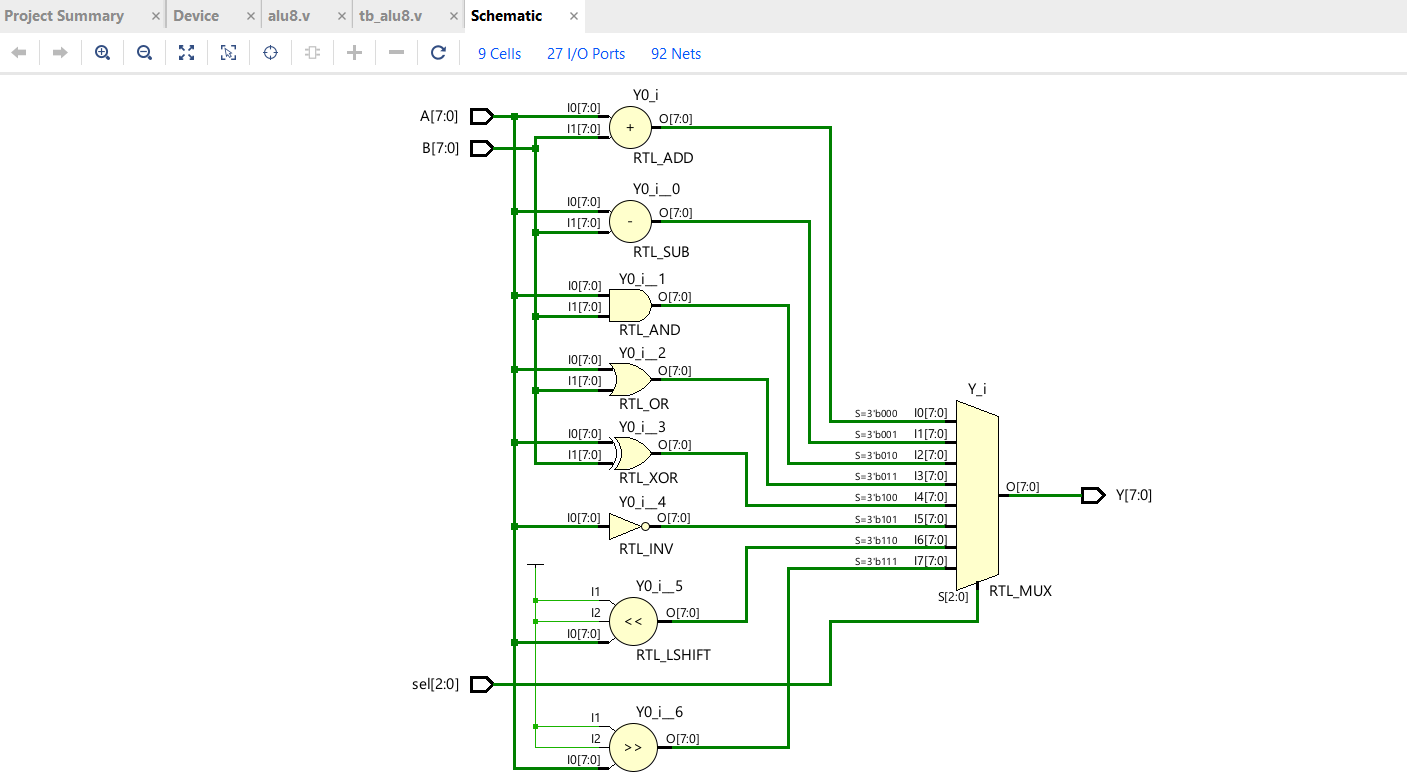 Project Summary × Device × alu8.v × tb_alu8.v × Schematic ×
9 Cells 27 I/O Ports 92 Nets
Y0_i
A[7:0] I0[7:0] + O[7:0]
B[7:0] I1[7:0]
RTL_ADD
Y0_i__0
I0[7:0] - O[7:0]
I1[7:0]
RTL_SUB
Y0_i__1
I0[7:0] O[7:0]
I1[7:0]
RTL_AND
Y0_i__2
I0[7:0] O[7:0]
I1[7:0]
RTL_OR
Y0_i__3
I0[7:0] O[7:0]
I1[7:0]
RTL_XOR
Y0_i__4
I0[7:0] O[7:0]
RTL_INV
Y0_i__5
I1
I2 << O[7:0]
I0[7:0]
RTL_LSHIFT
sel[2:0]
Y0_i__6
I1
I2 >> O[7:0]
I0[7:0]
Y_i
S=3'b000 I0[7:0]
S=3'b001 I1[7:0]
S=3'b010 I2[7:0]
S=3'b011 I3[7:0]
S=3'b100 I4[7:0]
S=3'b101 I5[7:0]
S=3'b110 I6[7:0]
S=3'b111 I7[7:0]
S[2:0] RTL_MUX
O[7:0] Y[7:0]